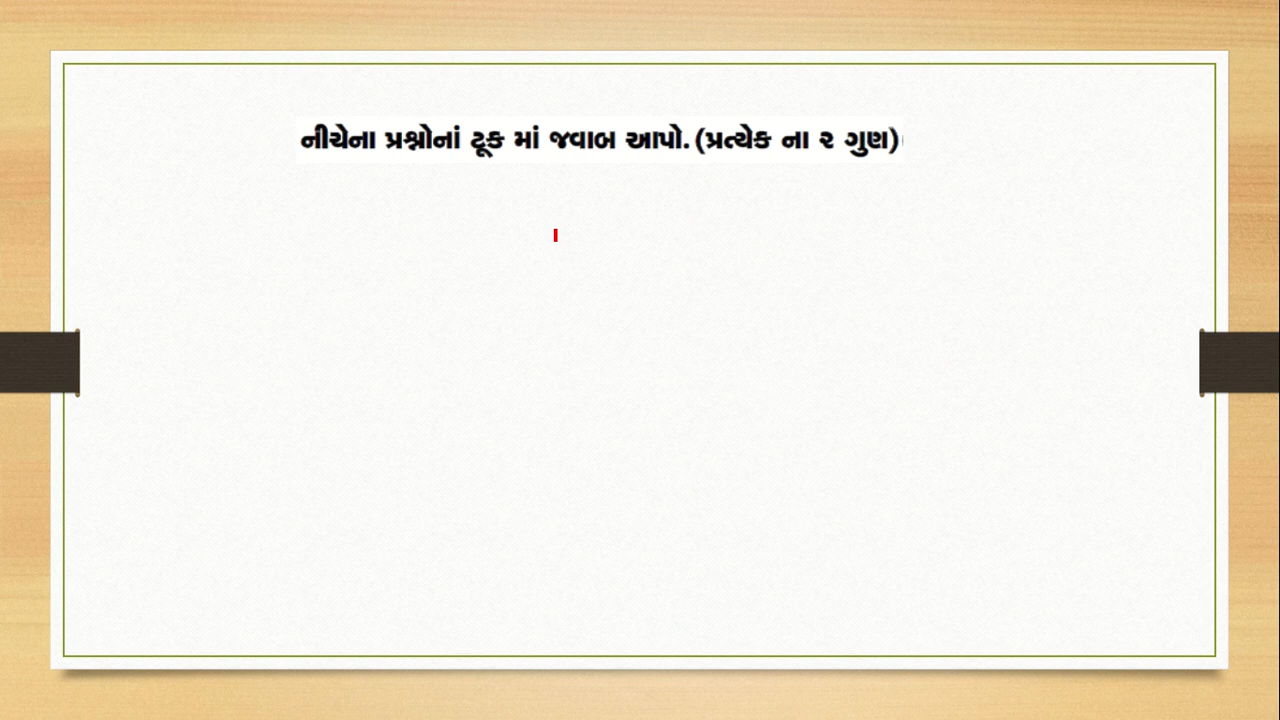 નીચેના પ્રશ્નોનાં ટૂક માં જવાબ આપો. (પ્રત્યેક ના ૨ ગુણ)